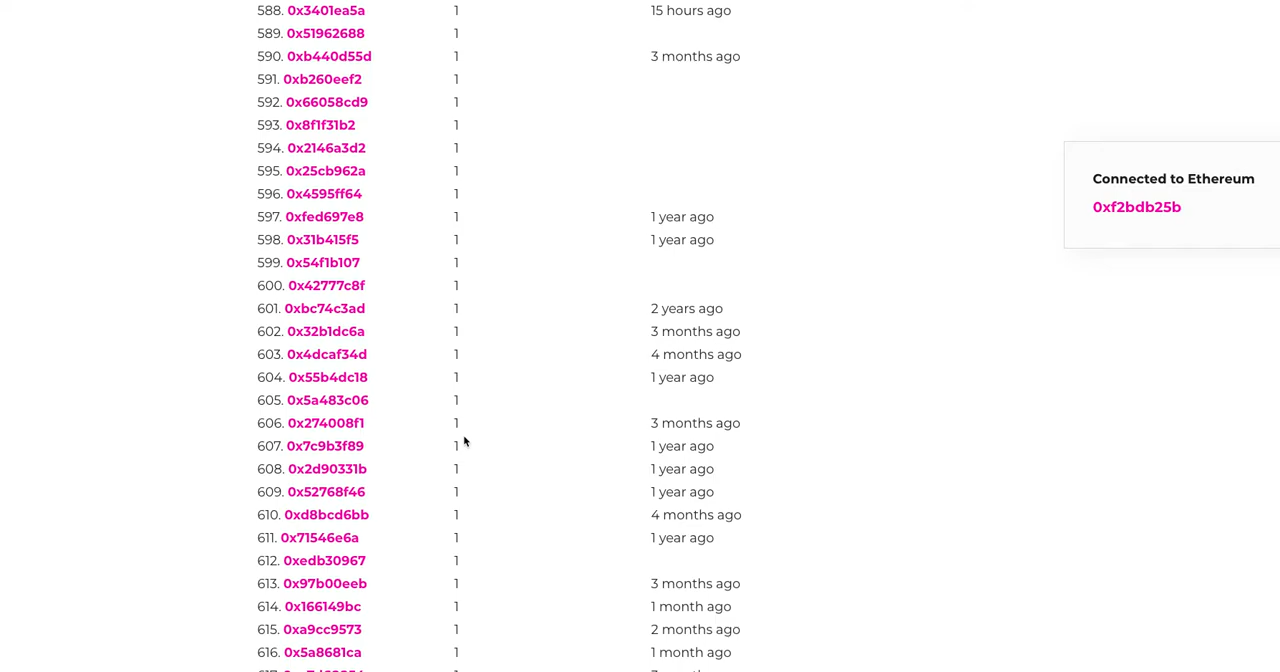 588. 0x3401ea5a 1 15 hours ago
589. 0x51962688 1
590. 0xb440d55d 1 3 months ago
591. 0xb260eef2 1
592. 0x66058cd9 1
593. 0x8f1f31b2 1
594. 0x2146a3d2 1
595. 0x25cb962a 1
596. 0x4595ff64 1
597. 0xfed697e8 1 1 year ago
598. 0x31b415f5 1 1 year ago
599. 0x54f1b107 1
600. 0x42777c8f 1
601. 0xbc74c3ad 1 2 years ago
602. 0x32b1dc6a 1 3 months ago
603. 0x4dcaf34d 1 4 months ago
604. 0x55b4dc18 1 1 year ago
605. 0x5a483c06 1
606. 0x274008f1 1 3 months ago
607. 0x7c9b3f89 1 1 year ago
608. 0x2d90331b 1 1 year ago
609. 0x52768f46 1 1 year ago
610. 0xd8bcd6bb 1 4 months ago
611. 0x71546e6a 1 1 year ago
612. 0xedb30967 1
613. 0x97b00eeb 1 3 months ago
614. 0x166149bc 1 1 month ago
615. 0xa9cc9573 1 2 months ago
616. 0x5a8681ca 1 1 month ago
Connected to Ethereum
0xf2bdb25b